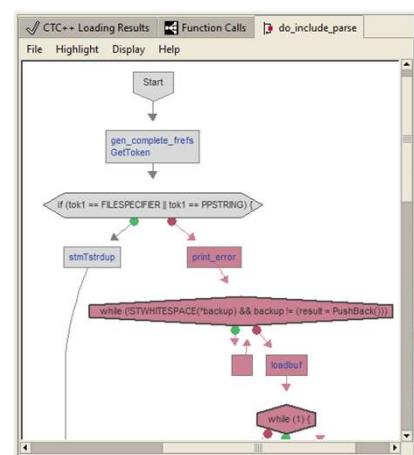 CTC++ Loading Results Function Calls do_include_parse
File Highlight Display Help
Start
gen_complete_frefs
GetToken
if (tok1 == FILESPECIFIER || tok1 == PPSTRING) {
stmTstrdup print_error
while (!STWHITESPACE(*backup) && backup != (result = PushBack()))
loadbuf
while (1) {